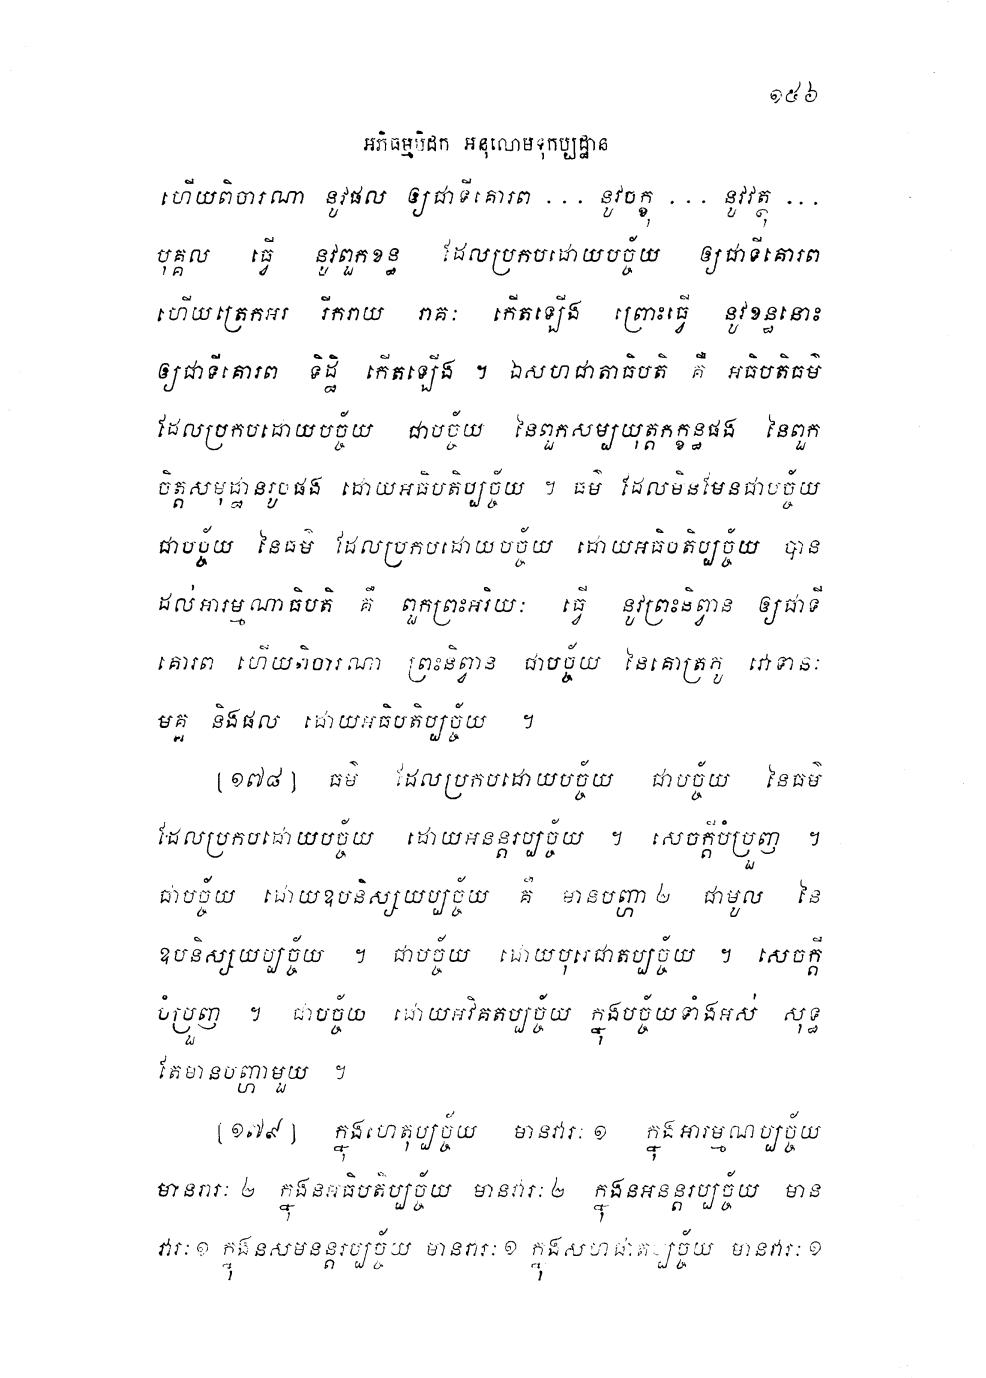 ១៥៦
អភិធម្មបិដក អនុលោមទុកប្បដ្ឋាន
ហើយពិចារណា នូវផល ឲ្យជាទីគោរព ... នូវចក្ខុ ... នូវវត្ថុ ...
បុគ្គល ធ្វើ នូវពួកខន្ធ ដែលប្រកបដោយបច្ច័យ ឲ្យជាទីគោរព
ហើយត្រេកអរ រីករាយ រាគៈ កើតឡើង ព្រោះធ្វើ នូវខន្ធនោះ
ឲ្យជាទីគោរព ទិដ្ឋិ កើតឡើង ។ ឯសហជាតាធិបតិ គឺ អធិបតិធម៌
ដែលប្រកបដោយបច្ច័យ ជាបច្ច័យ នៃពួកសម្បយុត្តកក្ខន្ធផង នៃពួក
ចិត្តសមុដ្ឋានរូបផង ដោយអធិបតិប្បច្ច័យ ។ ធម៌ ដែលមិនមែនជាបច្ច័យ
ជាបច្ច័យ នៃធម៌ ដែលប្រកបដោយបច្ច័យ ដោយអធិបតិប្បច្ច័យ បាន
ដល់អារម្មណាធិបតិ គឺ ពួកព្រះអរិយៈ ធ្វើ នូវព្រះនិព្វាន ឲ្យជាទី
គោរព ហើយពិចារណា ព្រះនិព្វាន ជាបច្ច័យ នៃគោត្រភូ វោទានៈ
មគ្គ និងផល ដោយអធិបតិប្បច្ច័យ ។
[១៧៨] ធម៌ ដែលប្រកបដោយបច្ច័យ ជាបច្ច័យ នៃធម៌
ដែលប្រកបដោយបច្ច័យ ដោយអនន្តរប្បច្ច័យ ។ សេចក្ដីបំប្រួញ ។
ជាបច្ច័យ ដោយឧបនិស្សយប្បច្ច័យ គឺ មានបញ្ហា ២ ជាមូល នៃ
ឧបនិស្សយប្បច្ច័យ ។ ជាបច្ច័យ ដោយបុរេជាតប្បច្ច័យ ។ សេចក្ដី
បំប្រួញ ។ ជាបច្ច័យ ដោយអវិគតប្បច្ច័យ ក្នុងបច្ច័យទាំងអស់ សុទ្ធ
តែមានបញ្ហាមួយ ។
[១៧៩] ក្នុងហេតុប្បច្ច័យ មានវារៈ ១ ក្នុងអារម្មណប្បច្ច័យ
មានវារៈ ២ ក្នុងនអធិបតិប្បច្ច័យ មានវារៈ ២ ក្នុងនអនន្តរប្បច្ច័យ មាន
វារៈ ១ ក្នុងនសមនន្តរប្បច្ច័យ មានវារៈ ១ ក្នុងសហជាតប្បច្ច័យ មានវារៈ ១